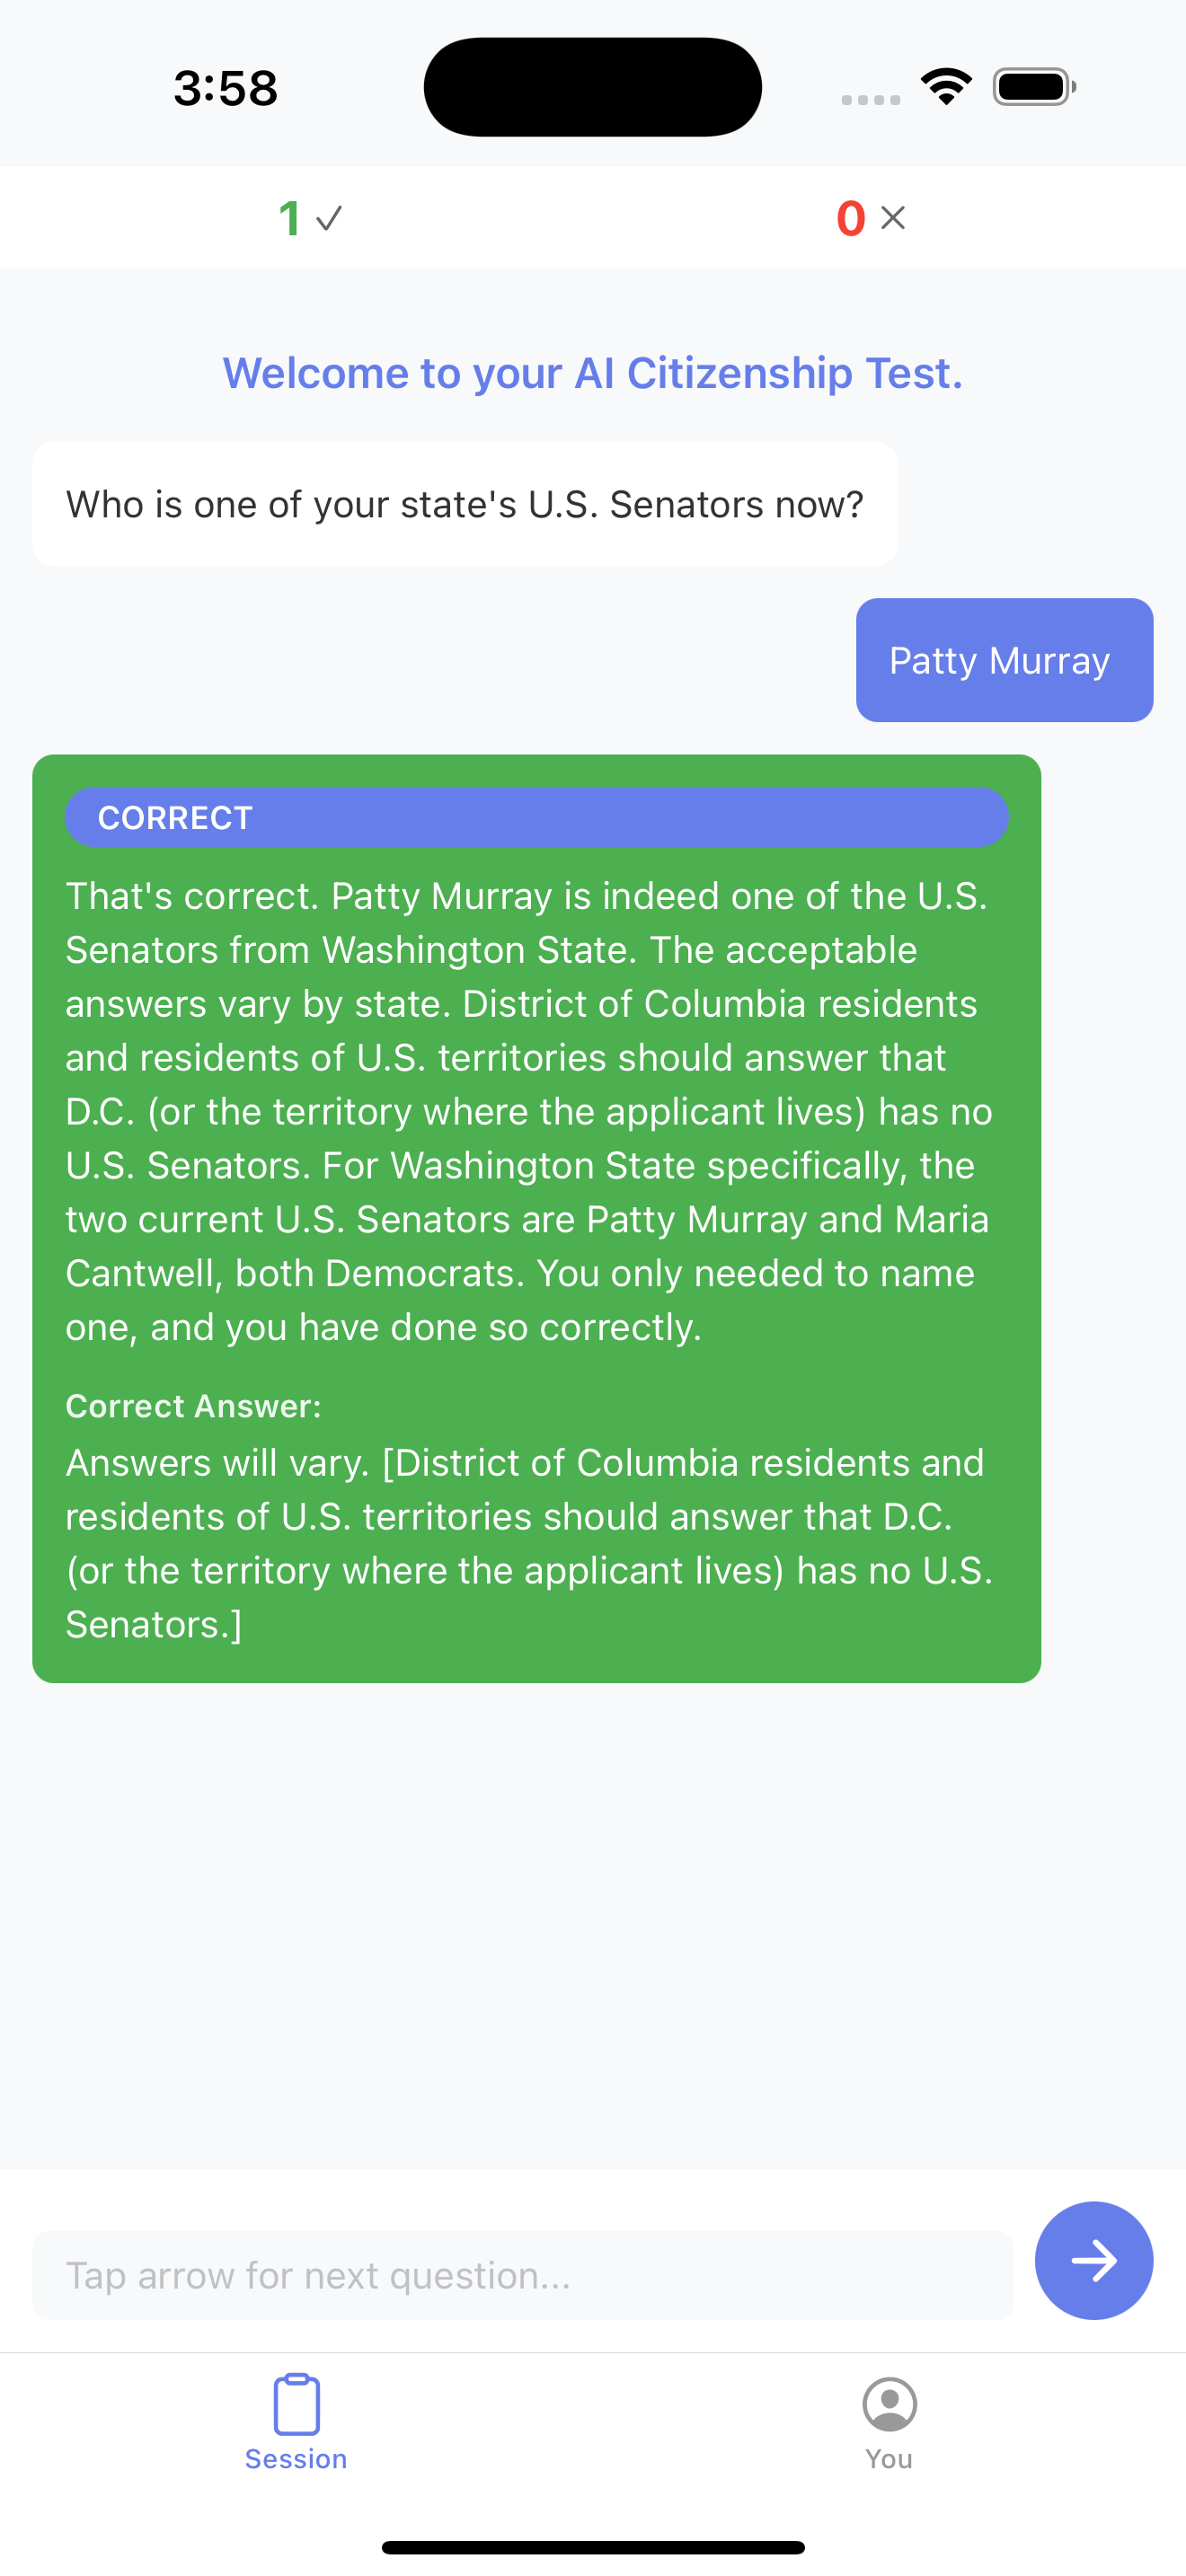 3:58
1
0
Welcome to your AI Citizenship Test.
Who is one of your state's U.S. Senators now?
Patty Murray
CORRECT
That's correct. Patty Murray is indeed one of the U.S.
Senators from Washington State. The acceptable
answers vary by state. District of Columbia residents
and residents of U.S. territories should answer that
D.C. (or the territory where the applicant lives) has no
U.S. Senators. For Washington State specifically, the
two current U.S. Senators are Patty Murray and Maria
Cantwell, both Democrats. You only needed to name
one, and you have done so correctly.
Correct Answer:
Answers will vary. [District of Columbia residents and
residents of U.S. territories should answer that D.C.
(or the territory where the applicant lives) has no U.S.
Senators.]
Tap arrow for next question...
Session
You